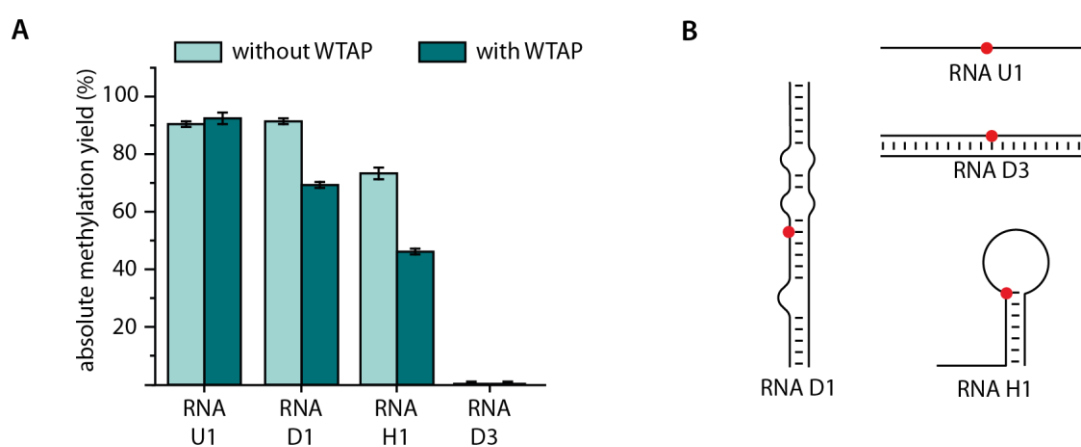 A
without WTAP
with WTAP
absolute methylation yield (%)
100
80
60
40
20
RNA
U1
RNA
D1
RNA
H1
RNA
D3
B
RNA U1
RNA D3
RNA D1
RNA H1